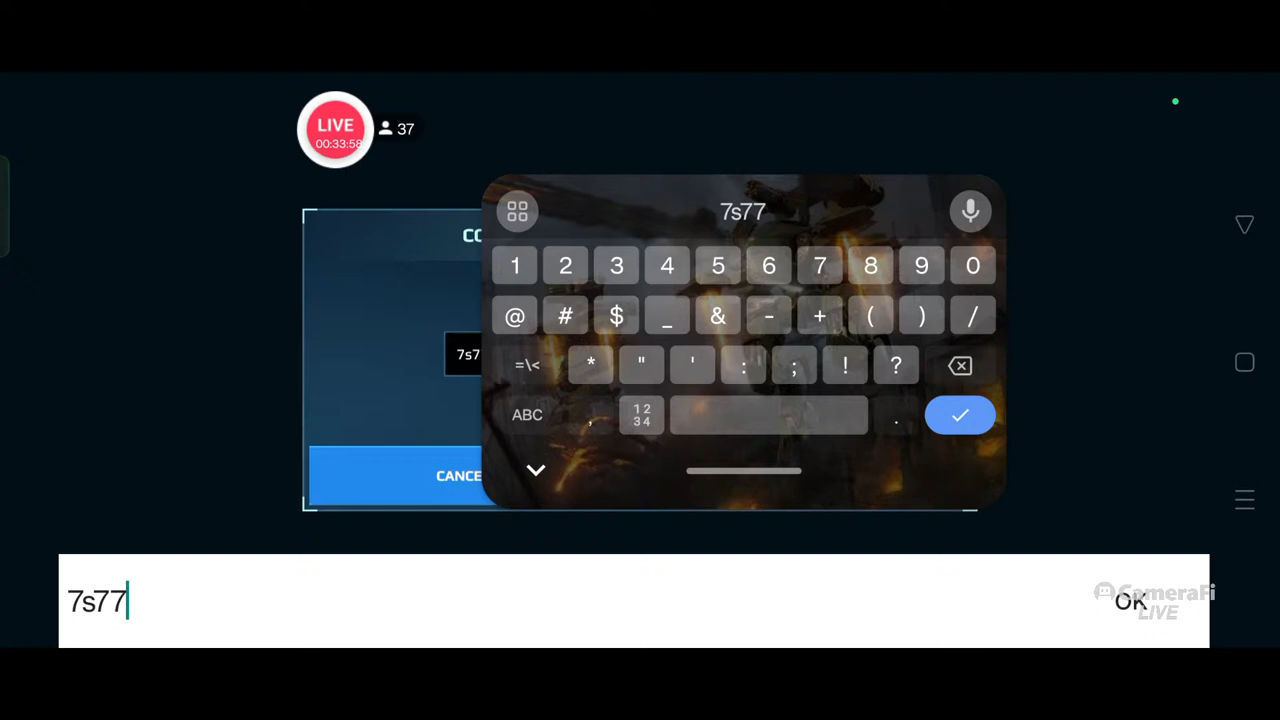 LIVE
00:33:58
37
CO
7s77
1 2 3 4 5 6 7 8 9 0
@ # $ _ & - + ( ) /
=\< * " ' : ; ! ?
7s7
ABC , 12 34 .
CANCE
7s77
OK
CameraFi
LIVE